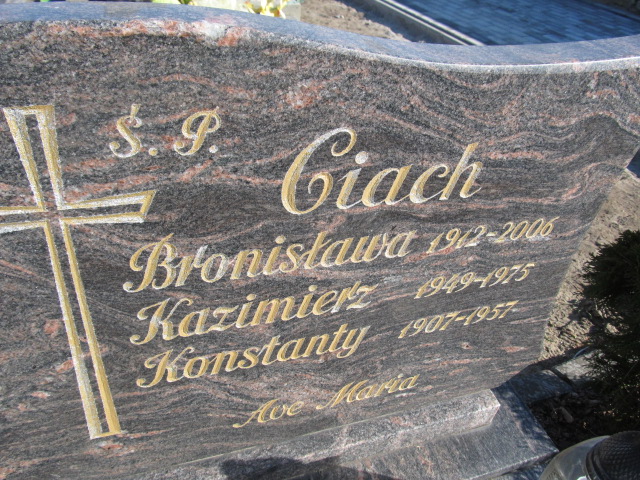 Ś. P.
Ciach
Bronisława 1912-2006
Kazimierz 1949-1975
Konstanty 1907-1957
Ave Maria